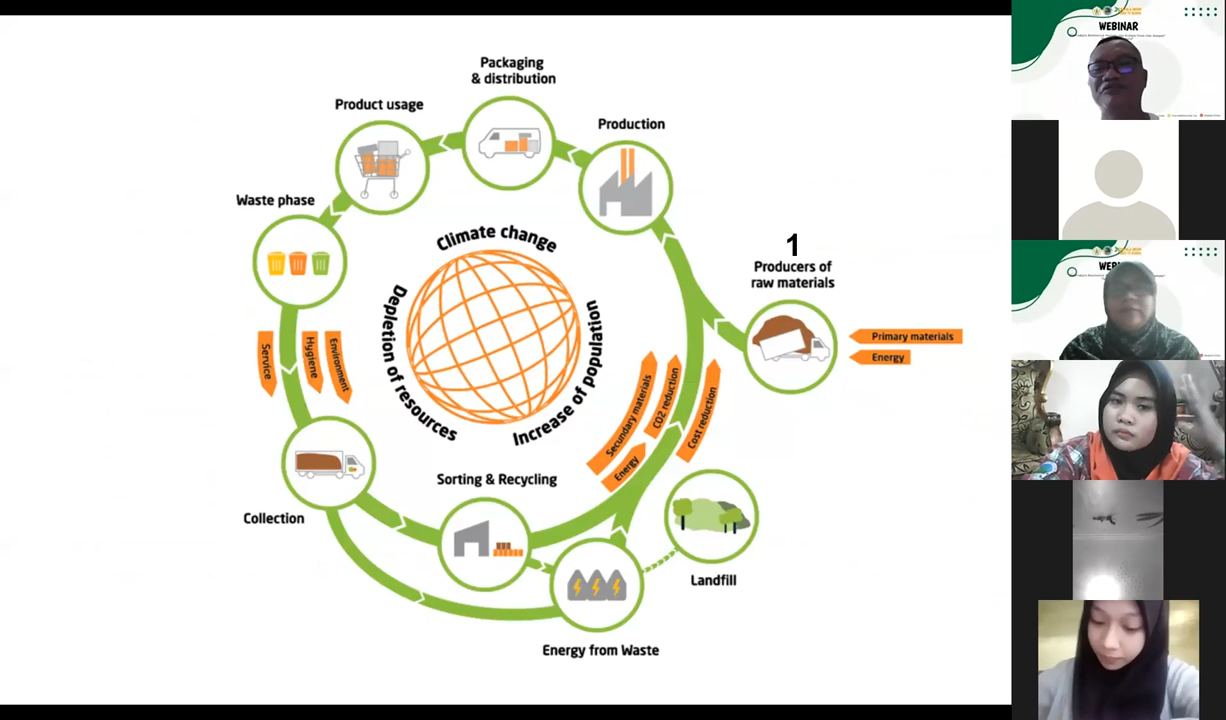 Packaging
& distribution
Product usage
Production
Waste phase
1
Producers of
raw materials
Primary materials
Energy
Climate change
Depletion of resources
Increase of population
Service
Hygiene
Environment
Secundary materials
CO2 reduction
Cost reduction
Energy
Sorting & Recycling
Collection
Landfill
Energy from Waste
WEBINAR